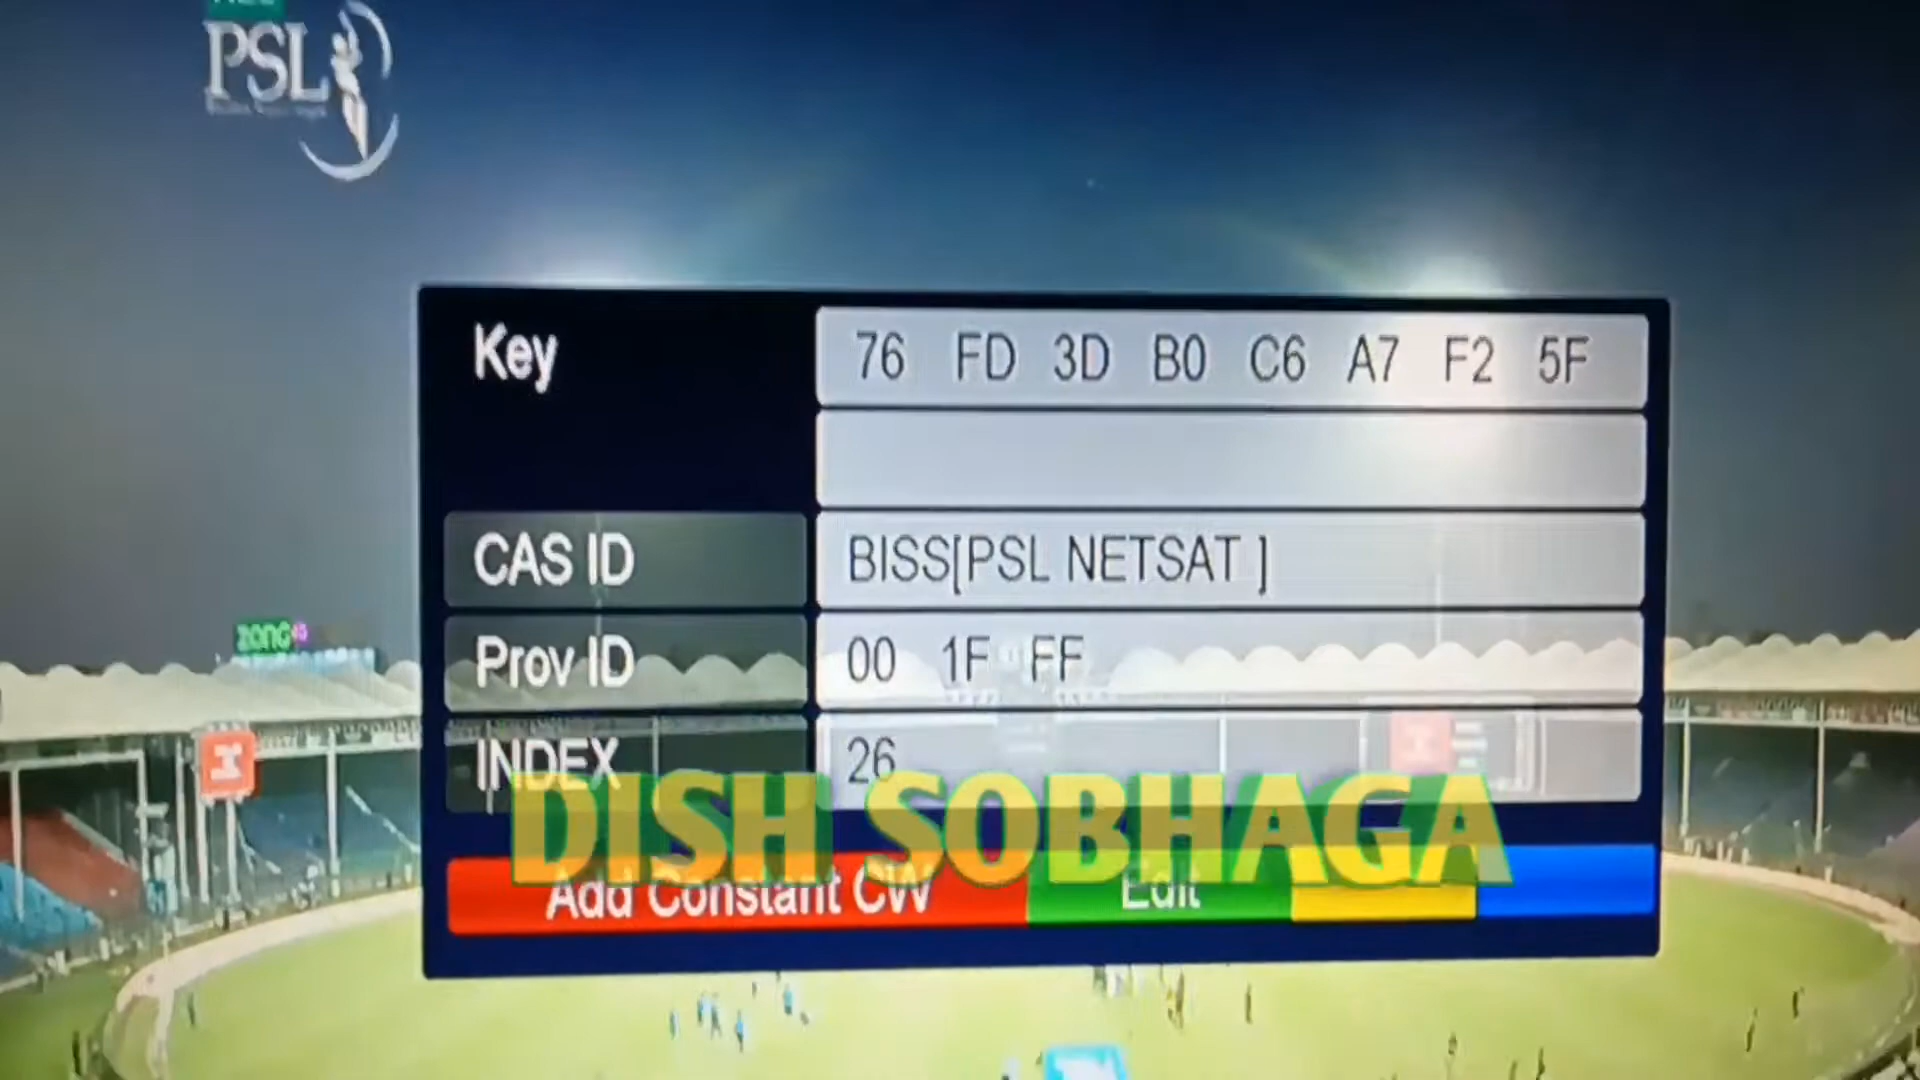 PSL
Key 76 FD 3D B0 C6 A7 F2 5F
CAS ID BISS[PSL NETSAT ]
Prov ID 00 1F FF
INDEX 26
DISH SOBHAGA
Add Constant CW Edit
zong